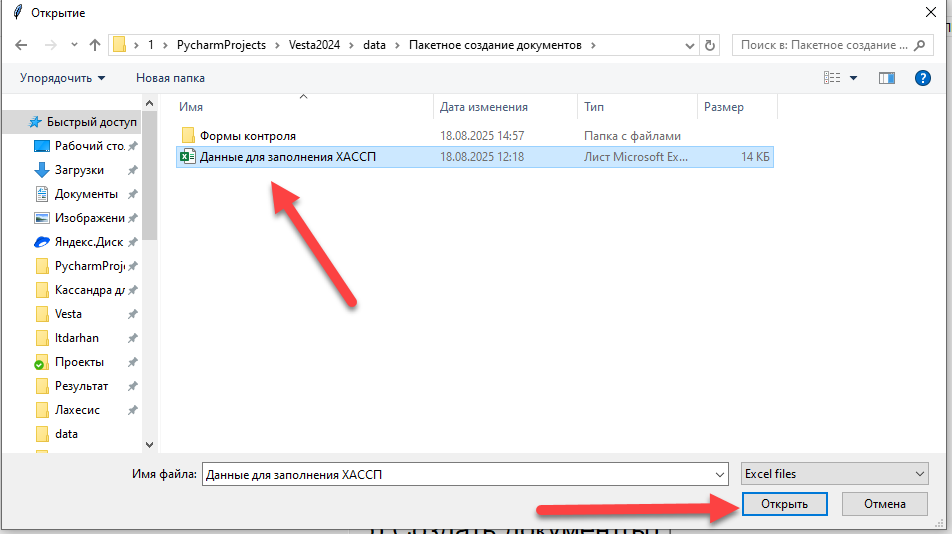 Открытие
1 PycharmProjects Vesta2024 data Пакетное создание документов
Поиск в: Пакетное создание ...
Упорядочить Новая папка
Имя Дата изменения Тип Размер
Быстрый доступ
Рабочий сто.
Загрузки
Документы
Изображени
Яндекс.Диск
PycharmProj
Кассандра дл
Vesta
Itdarhan
Проекты
Результат
Лахесис
data
Формы контроля 18.08.2025 14:57 Папка с файлами
Данные для заполнения ХАССП 18.08.2025 12:18 Лист Microsoft Ex... 14 КБ
Имя файла: Данные для заполнения ХАССП Excel files
Открыть Отмена